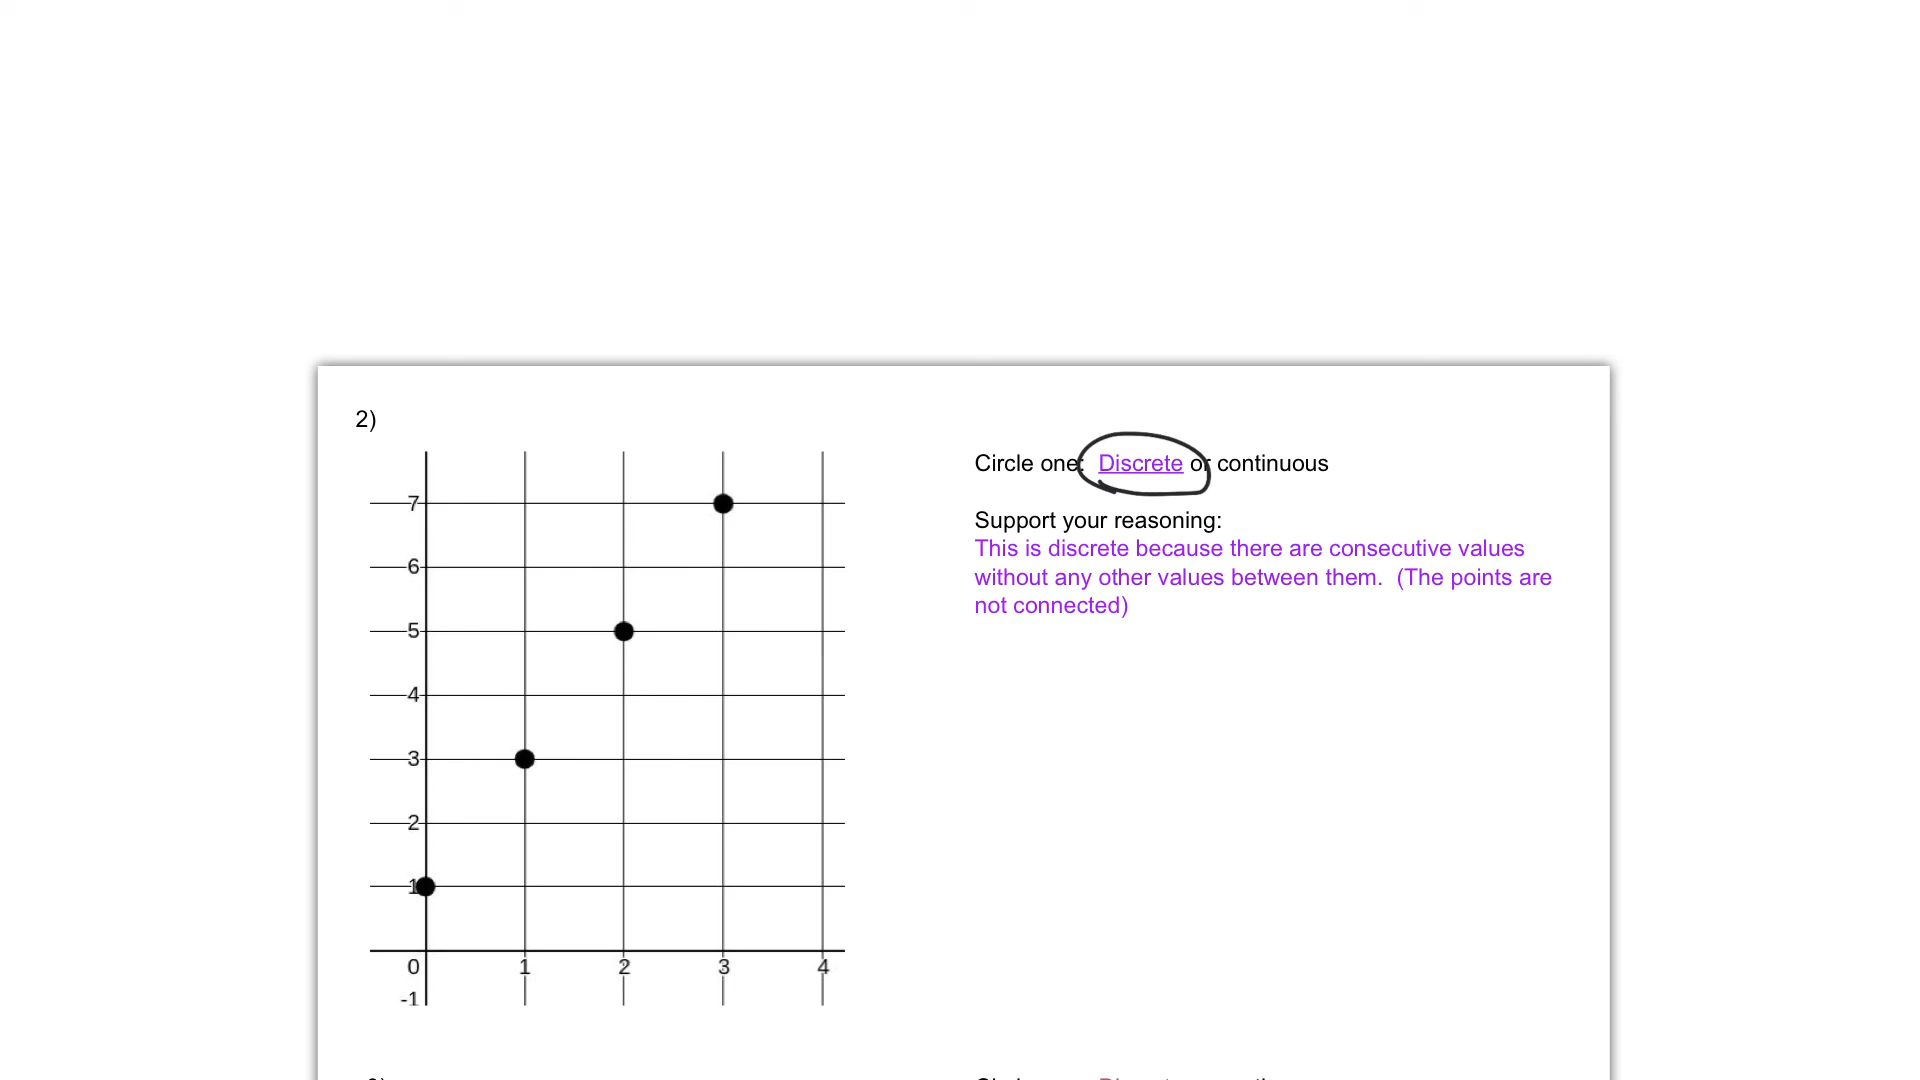 2)
Circle one: Discrete or continuous
Support your reasoning:
This is discrete because there are consecutive values
without any other values between them. (The points are
not connected)
7
6
5
4
3
2
1
0 1 2 3 4
-1